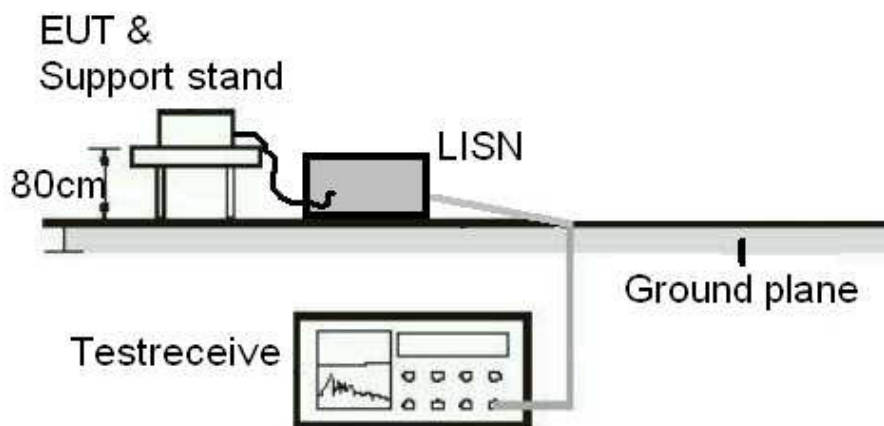 EUT &
Support stand
LISN
80cm
Ground plane
Testreceive